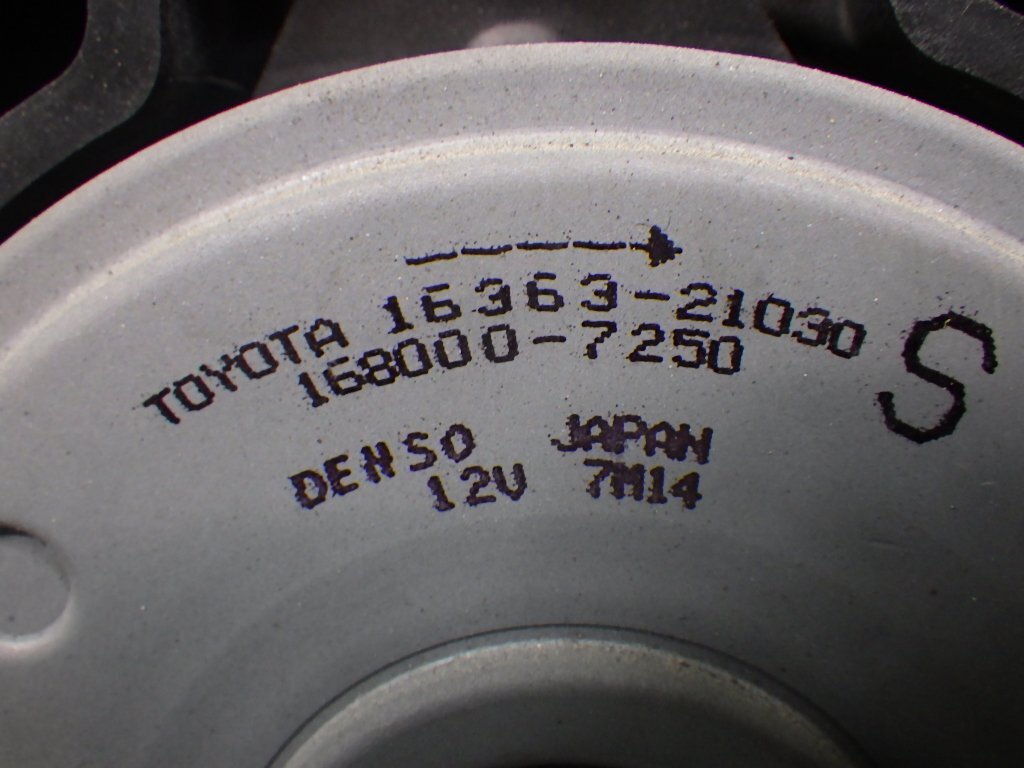 TOYOTA 16363-21030
168000-7250
S
DENSO JAPAN
12V 7M14